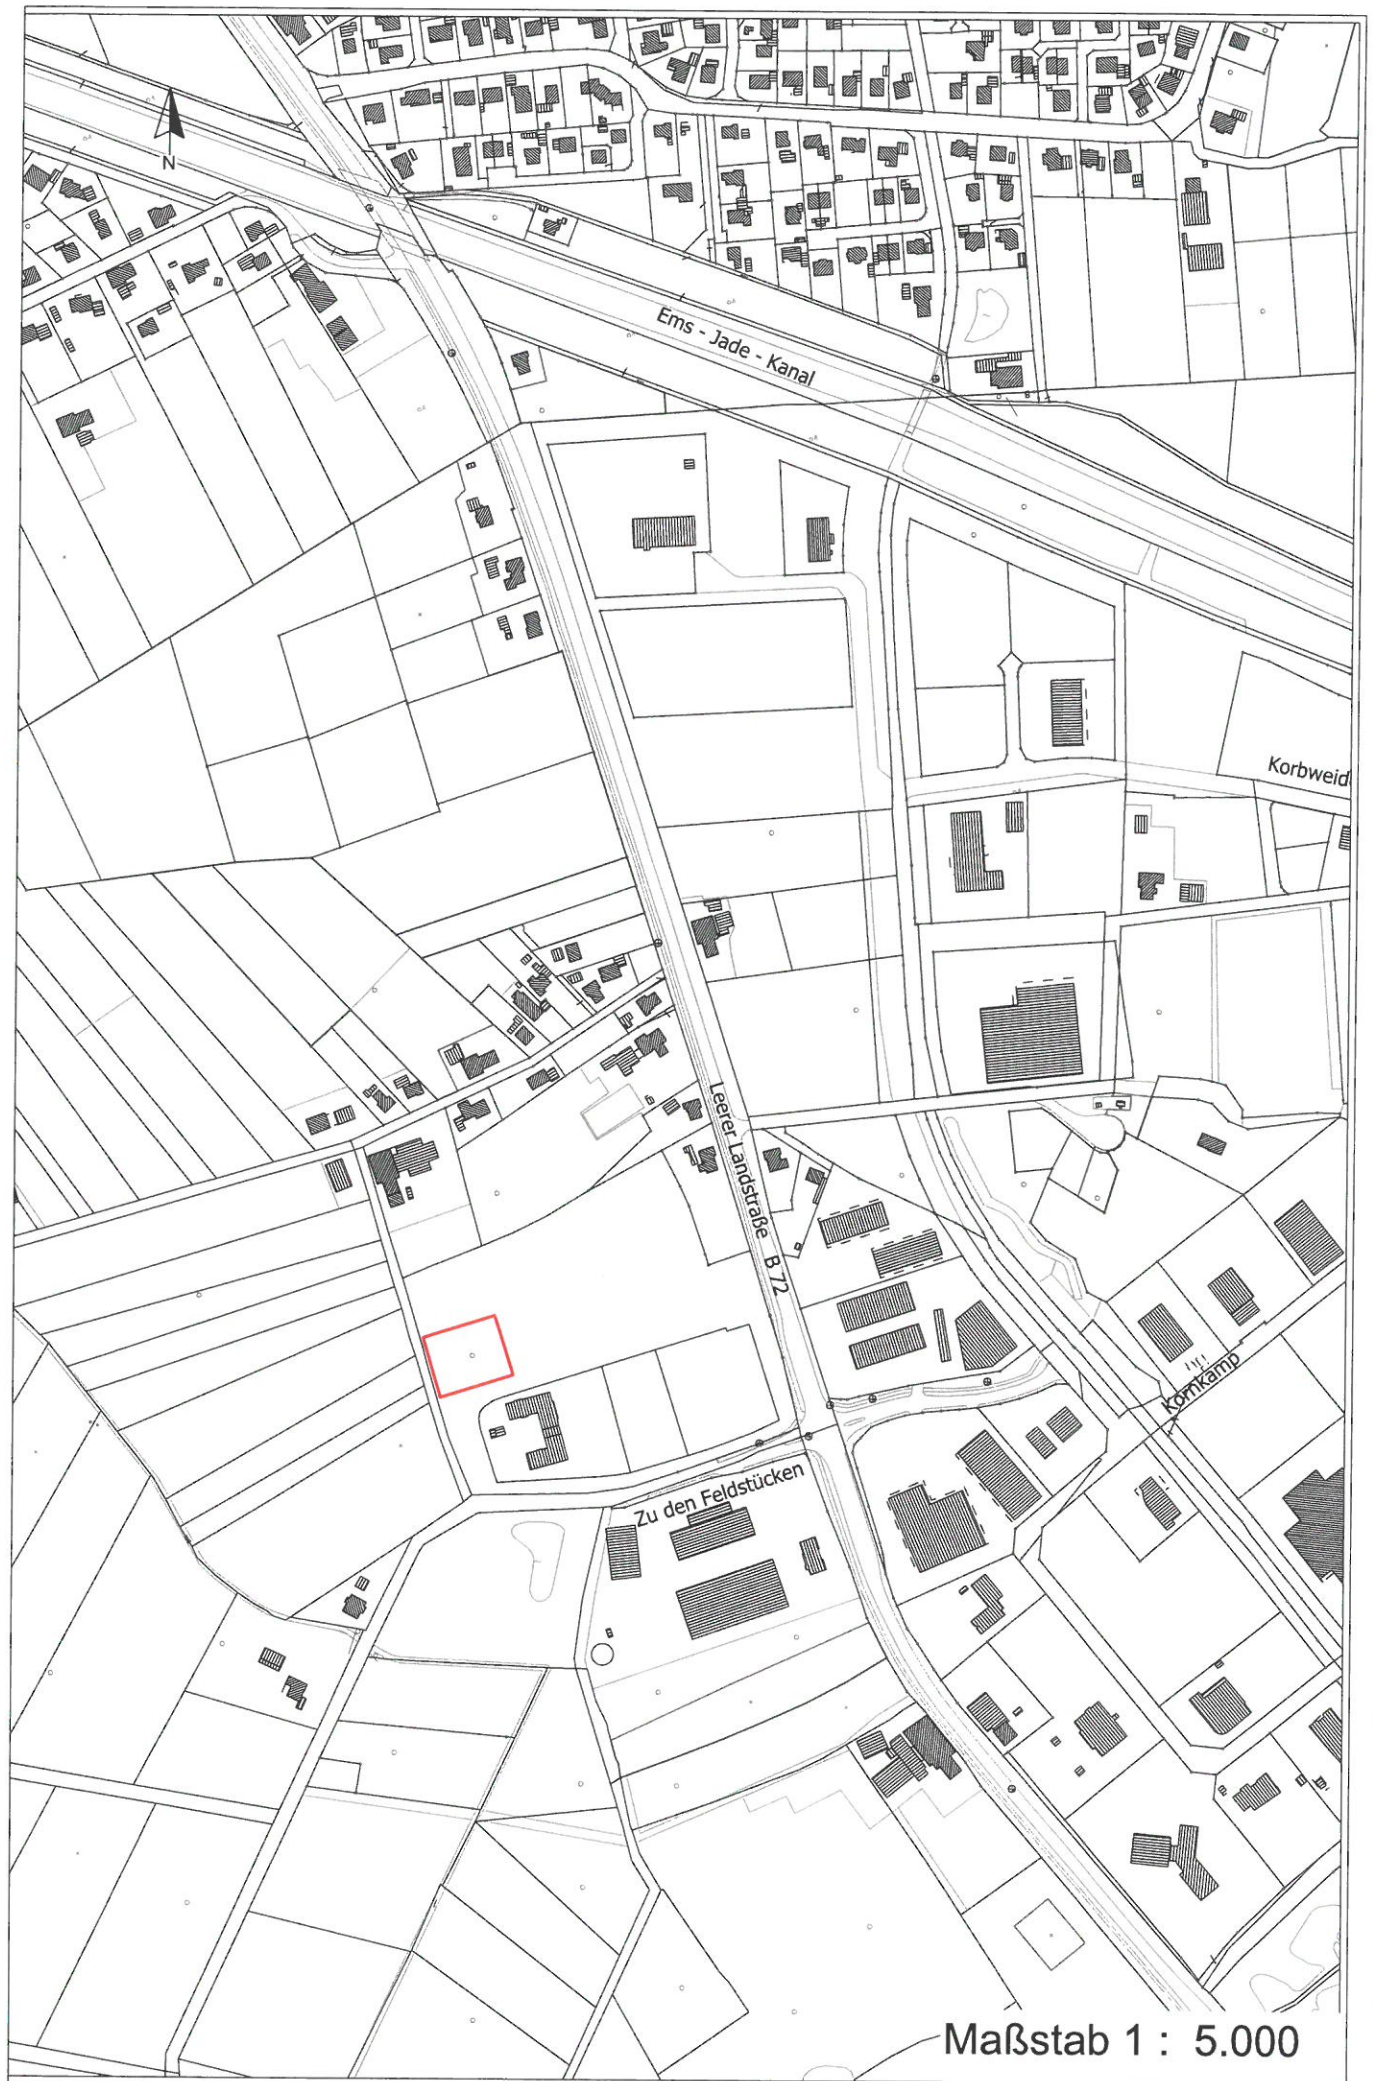 N
Ems - Jade - Kanal
Korbweid
Leerer Landstraße B 72
Kornkamp
Zu den Feldstücken
Maßstab 1 : 5.000